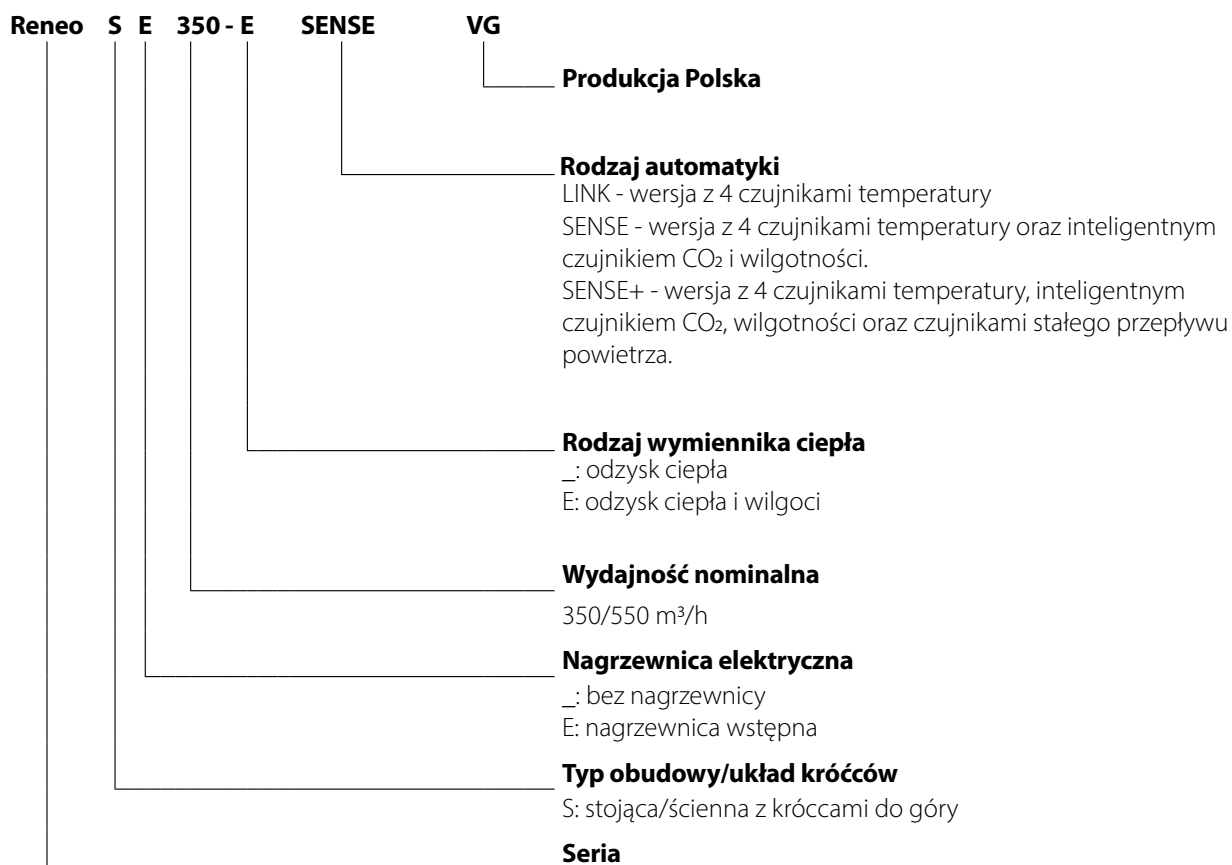 Reneo S E 350 - E SENSE VG
Produkcja Polska
Rodzaj automatyki
LINK - wersja z 4 czujnikami temperatury
SENSE - wersja z 4 czujnikami temperatury oraz inteligentnym
czujnikiem CO₂ i wilgotności.
SENSE+ - wersja z 4 czujnikami temperatury, inteligentnym
czujnikiem CO₂, wilgotności oraz czujnikami stałego przepływu
powietrza.
Rodzaj wymiennika ciepła
_: odzysk ciepła
E: odzysk ciepła i wilgoci
Wydajność nominalna
350/550 m³/h
Nagrzewnica elektryczna
_: bez nagrzewnicy
E: nagrzewnica wstępna
Typ obudowy/układ króćców
S: stojąca/ścienna z króccami do góry
Seria